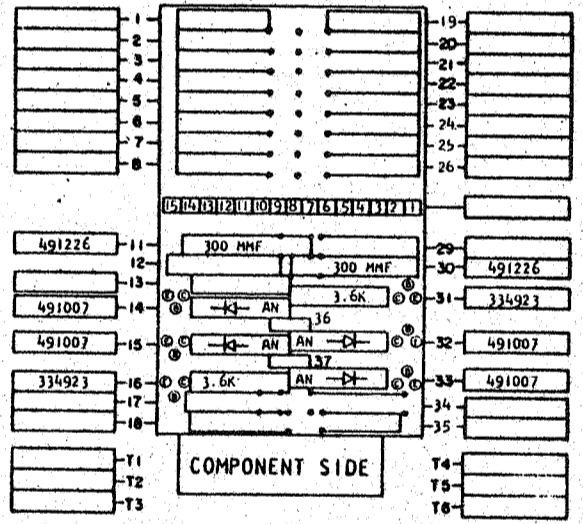 1 19
2 20
3 21
4 22
5 23
6 24
7 25
8 26
15 14 13 12 11 10 9 8 7 6 5 4 3 2 1
491226 11 300 MMF 29
12 300 MMF 30 491226
13 3.6K C C 31 334923
491007 14 C C AN
36
491007 15 C C AN AN C C 32 491007
37
334923 16 C C 3.6K AN C C 33 491007
17 34
18 35
COMPONENT SIDE
T1 T4
T2 T5
T3 T6